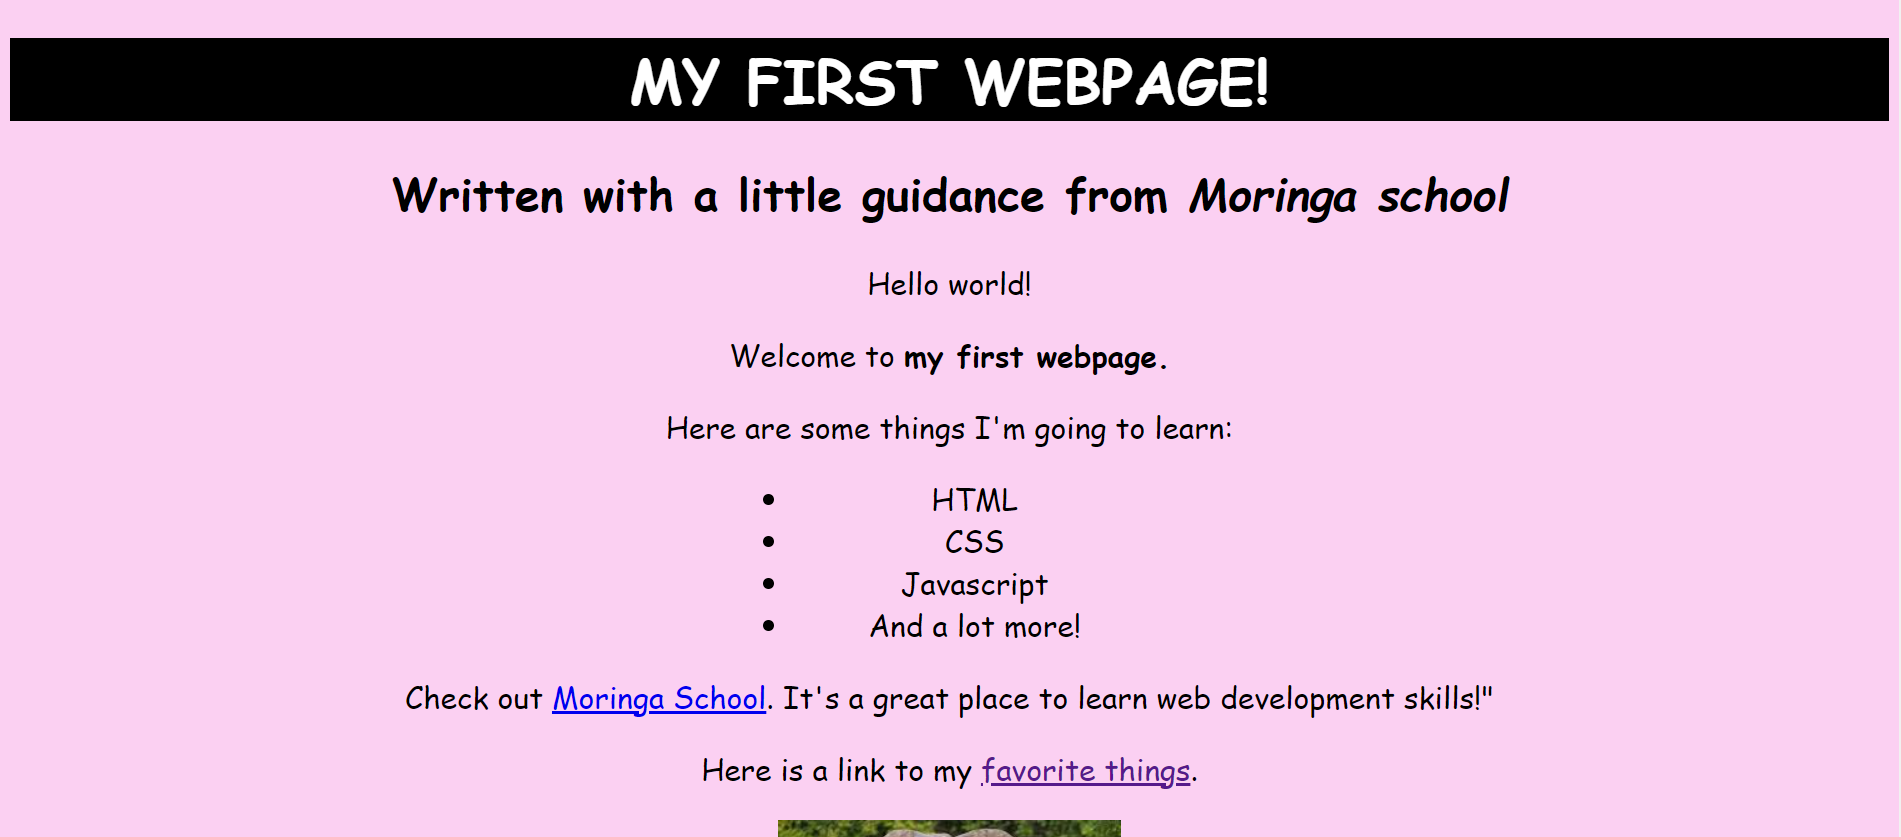 MY FIRST WEBPAGE!
Written with a little guidance from Moringa school
Hello world!
Welcome to my first webpage.
Here are some things I'm going to learn:
• HTML
• CSS
• Javascript
• And a lot more!
Check out Moringa School. It's a great place to learn web development skills!"
Here is a link to my favorite things.